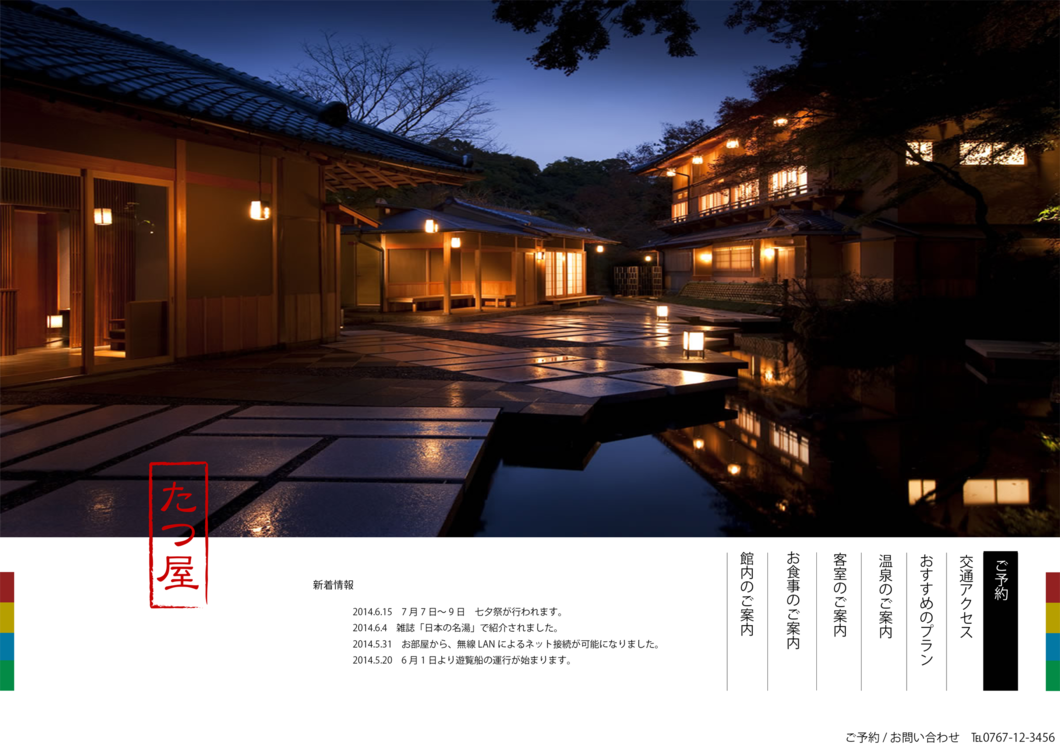 たつ屋
新着情報
2014.6.15 7月7日〜9日 七夕祭が行われます。
2014.6.4 雑誌「日本の名湯」で紹介されました。
2014.5.31 お部屋から、無線LANによるネット接続が可能になりました。
2014.5.20 6月1日より遊覧船の運行が始まります。
ご予約
交通アクセス
おすすめのプラン
温泉のご案内
客室のご案内
お食事のご案内
館内のご案内
ご予約 / お問い合わせ ℡0767-12-3456